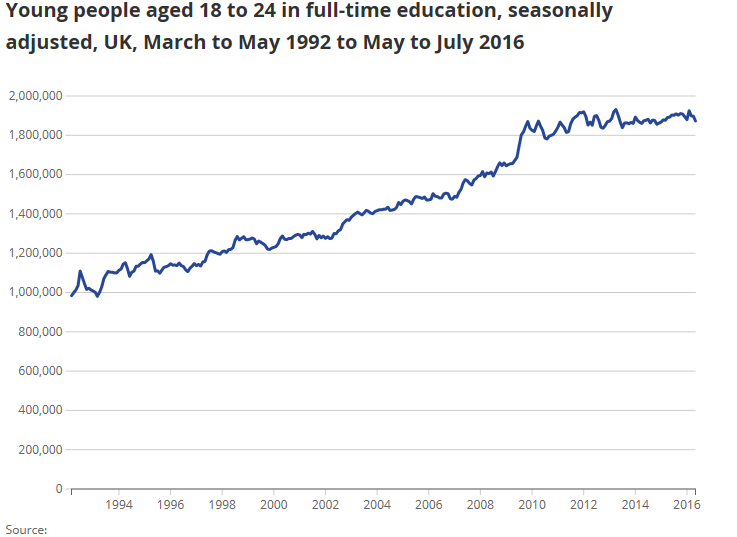 Young people aged 18 to 24 in full-time education, seasonally
adjusted, UK, March to May 1992 to May to July 2016
2,000,000
1,800,000
1,600,000
1,400,000
1,200,000
1,000,000
800,000
600,000
400,000
200,000
0
1994 1996 1998 2000 2002 2004 2006 2008 2010 2012 2014 2016
Source: